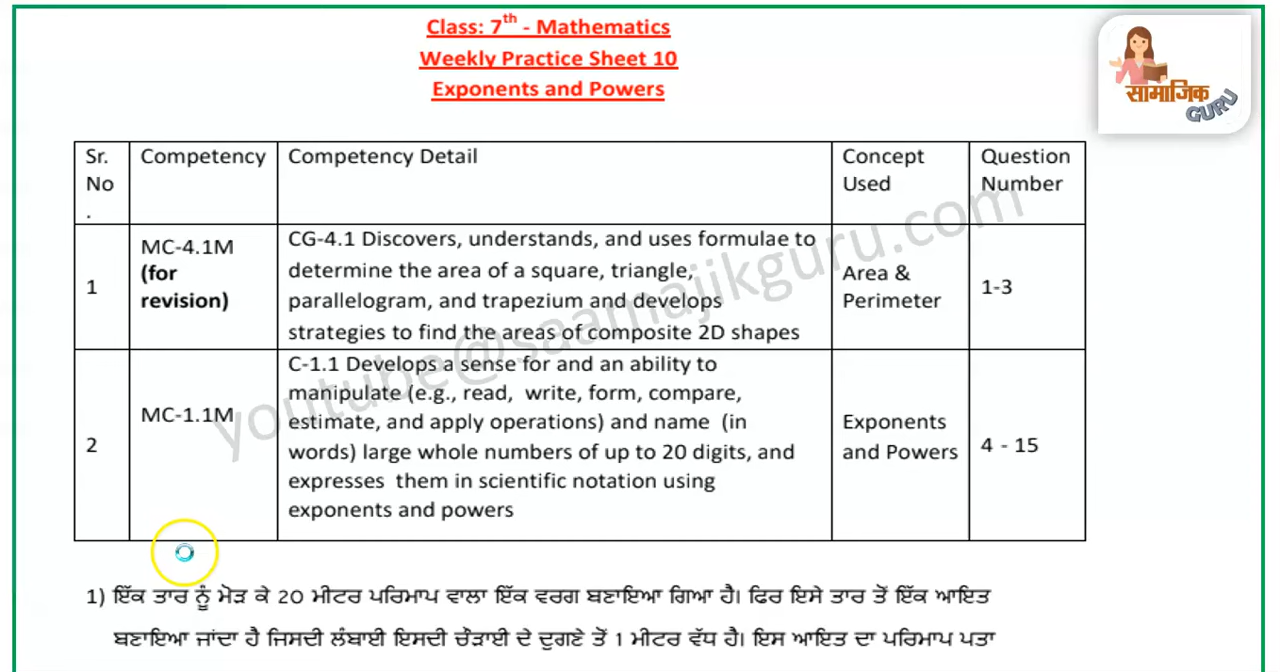 Class: 7th - Mathematics
Weekly Practice Sheet 10
Exponents and Powers
सामाजिक
GURU
Sr. No . Competency Competency Detail Concept Used Question Number
1
MC-4.1M
(for
revision)
CG-4.1 Discovers, understands, and uses formulae to
determine the area of a square, triangle,
parallelogram, and trapezium and develops
strategies to find the areas of composite 2D shapes
Area &
Perimeter
1-3
2
MC-1.1M
C-1.1 Develops a sense for and an ability to
manipulate (e.g., read, write, form, compare,
estimate, and apply operations) and name (in
words) large whole numbers of up to 20 digits, and
expresses them in scientific notation using
exponents and powers
Exponents
and Powers
4 - 15
youtube@saamajikguru.com
1) ਇੱਕ ਤਾਰ ਨੂੰ ਮੋੜ ਕੇ 20 ਮੀਟਰ ਪਰਿਮਾਪ ਵਾਲਾ ਇੱਕ ਵਰਗ ਬਣਾਇਆ ਗਿਆ ਹੈ। ਫਿਰ ਇਸੇ ਤਾਰ ਤੋਂ ਇੱਕ ਆਇਤ
ਬਣਾਇਆ ਜਾਂਦਾ ਹੈ ਜਿਸਦੀ ਲੰਬਾਈ ਇਸਦੀ ਚੌੜਾਈ ਦੇ ਦੁਗਣੇ ਤੋਂ 1 ਮੀਟਰ ਵੱਧ ਹੈ। ਇਸ ਆਇਤ ਦਾ ਪਰਿਮਾਪ ਪਤਾ